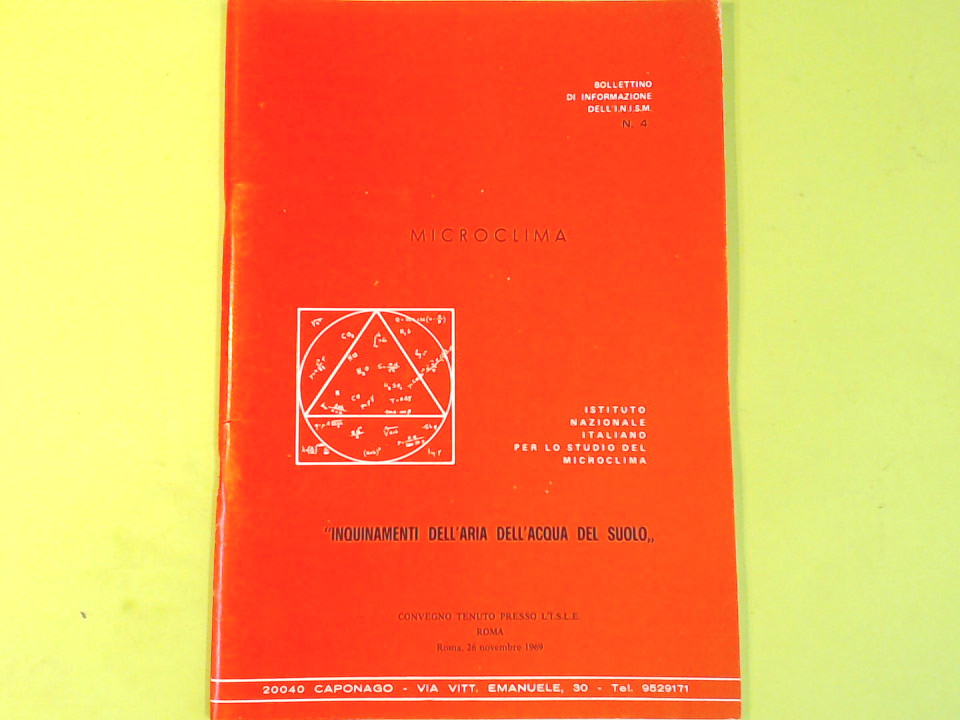 BOLLETTINO
DI INFORMAZIONE
DELL'I.N.I.S.M.
N. 4
MICROCLIMA
ISTITUTO
NAZIONALE
ITALIANO
PER LO STUDIO DEL
MICROCLIMA
"INQUINAMENTI DELL'ARIA DELL'ACQUA DEL SUOLO„
CONVEGNO TENUTO PRESSO L'I.S.L.E.
ROMA
Roma, 26 novembre 1969
20040 CAPONAGO - VIA VITT. EMANUELE, 30 - Tel. 9529171